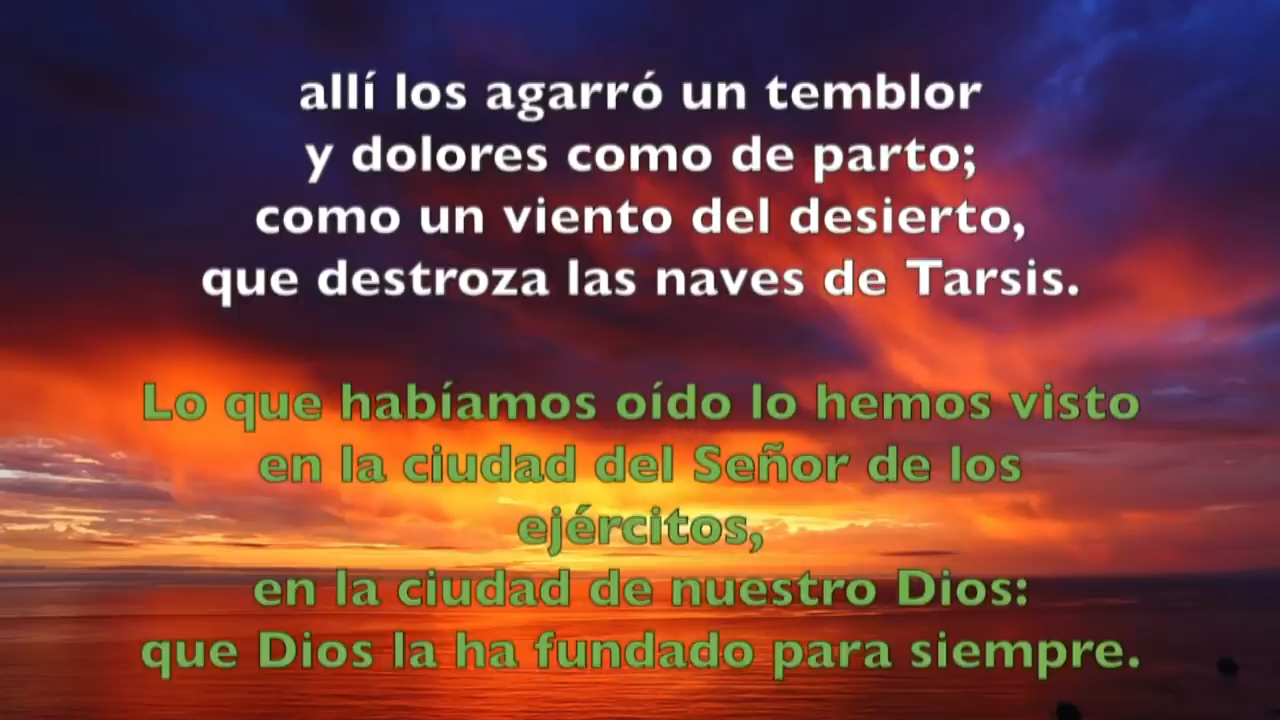 allí los agarró un temblor
y dolores como de parto;
como un viento del desierto,
que destroza las naves de Tarsis.
Lo que habíamos oído lo hemos visto
en la ciudad del Señor de los
ejércitos,
en la ciudad de nuestro Dios:
que Dios la ha fundado para siempre.